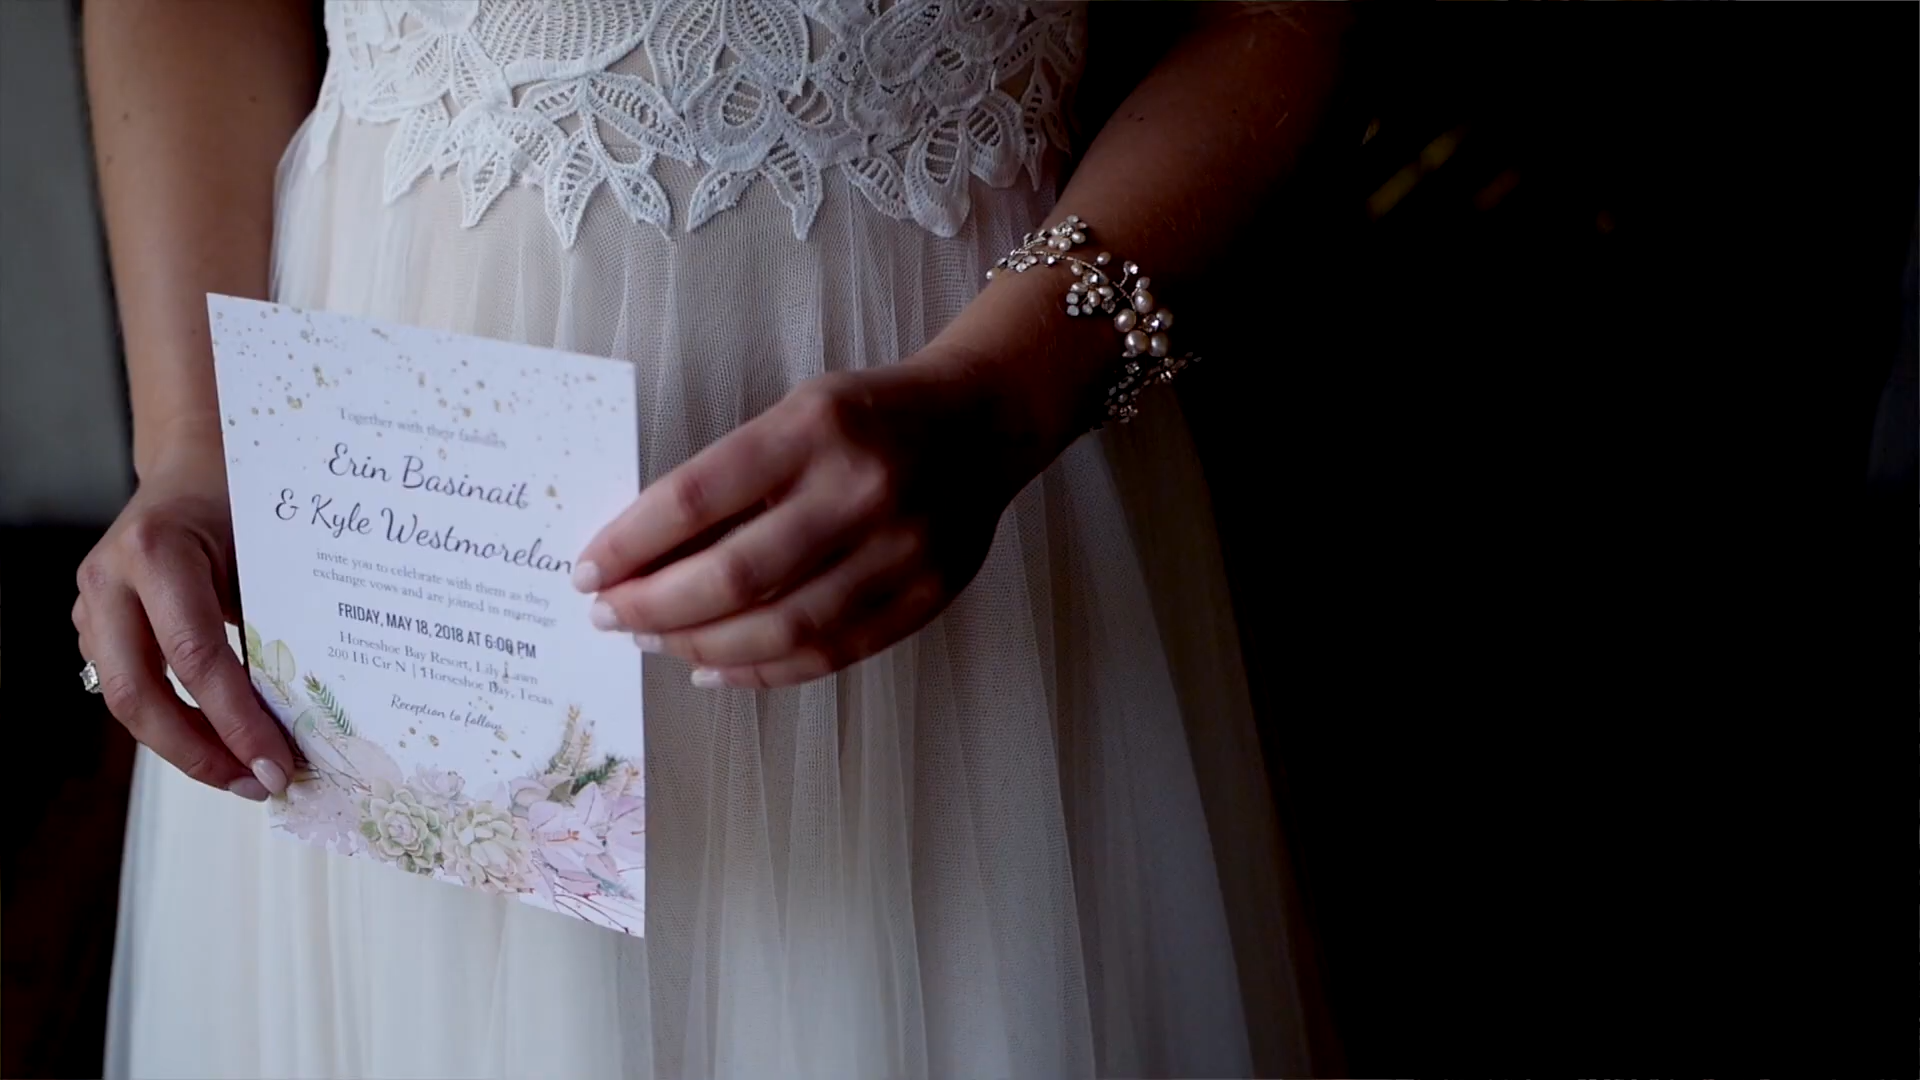 Together with their families
Erin Basinait
& Kyle Westmorelan
invite you to celebrate with them as they
exchange vows and are joined in marriage
FRIDAY, MAY 18, 2018 AT 6:00 PM
Horseshoe Bay Resort, Lily Lawn
200 Hi Cir N | Horseshoe Bay, Texas
Reception to follow